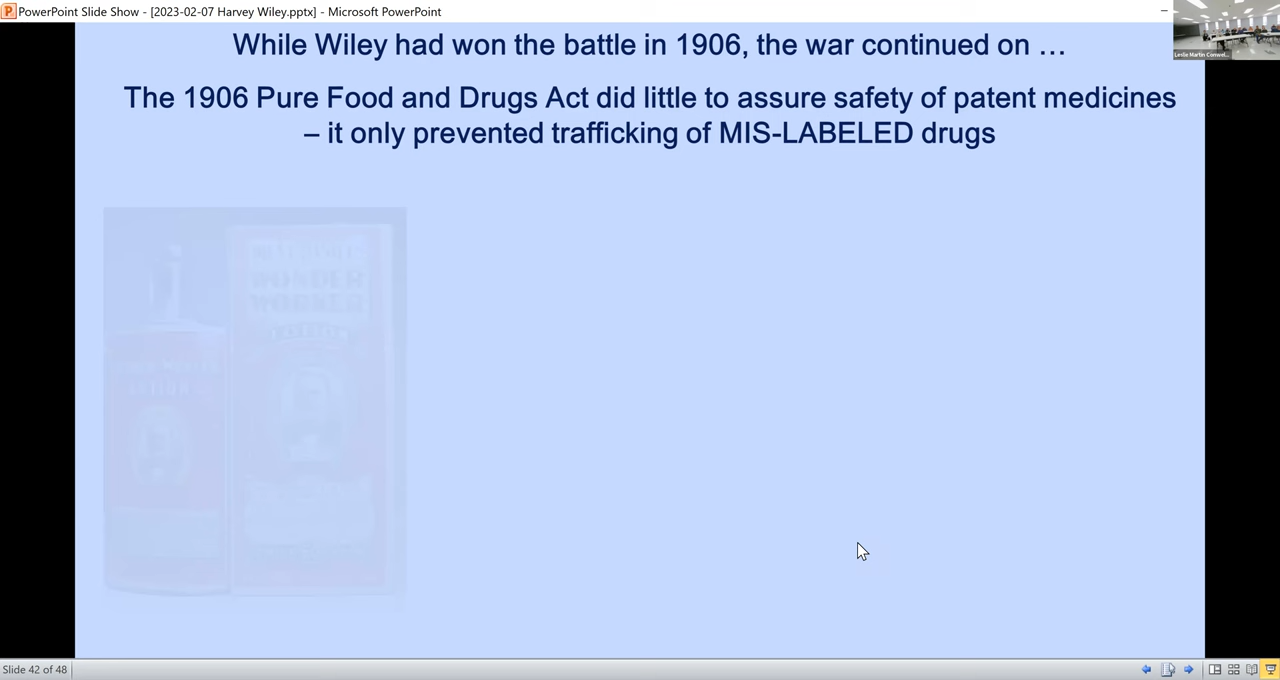 PowerPoint Slide Show - [2023-02-07 Harvey Wiley.pptx] - Microsoft PowerPoint
While Wiley had won the battle in 1906, the war continued on …
The 1906 Pure Food and Drugs Act did little to assure safety of patent medicines
– it only prevented trafficking of MIS-LABELED drugs
WONDER
WORKER
Slide 42 of 48